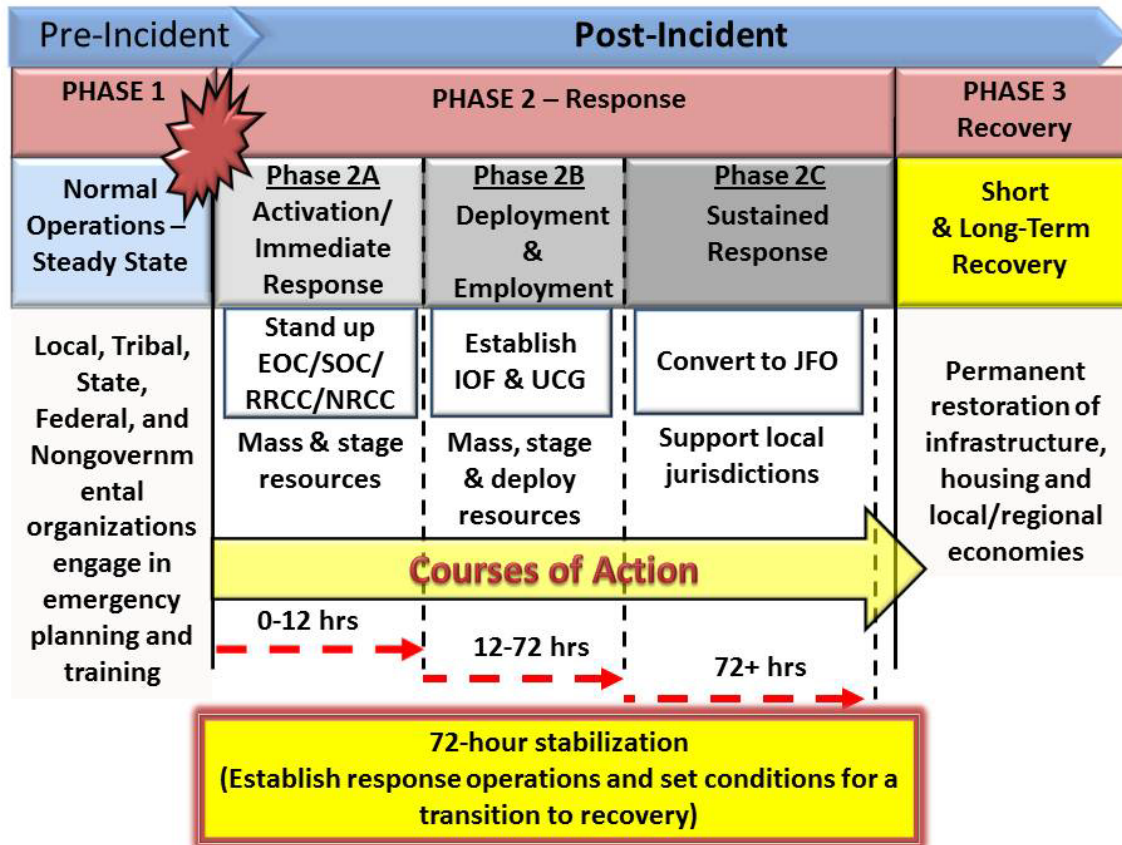 Pre-Incident
Post-Incident
PHASE 1
PHASE 2 – Response
PHASE 3
Recovery
Normal
Operations –
Steady State
Phase 2A
Activation/
Immediate
Response
Phase 2B
Deployment
&
Employment
Phase 2C
Sustained
Response
Short
& Long-Term
Recovery
Local, Tribal,
State,
Federal, and
Nongovernm
ental
organizations
engage in
emergency
planning and
training
Stand up
EOC/SOC/
RRCC/NRCC
Mass & stage
resources
Establish
IOF & UCG
Mass, stage
& deploy
resources
Convert to JFO
Support local
jurisdictions
Permanent
restoration of
infrastructure,
housing and
local/regional
economies
Courses of Action
0-12 hrs
12-72 hrs
72+ hrs
72-hour stabilization
(Establish response operations and set conditions for a
transition to recovery)